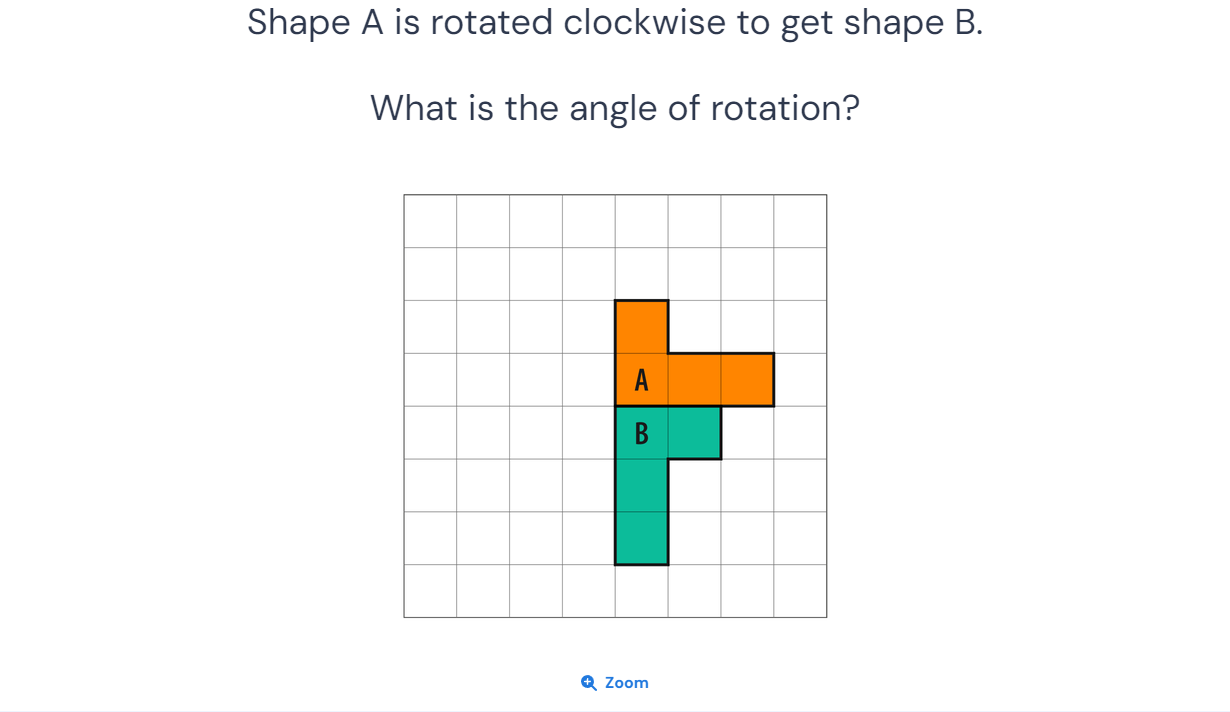 Shape A is rotated clockwise to get shape B.
What is the angle of rotation?
A
B
Zoom